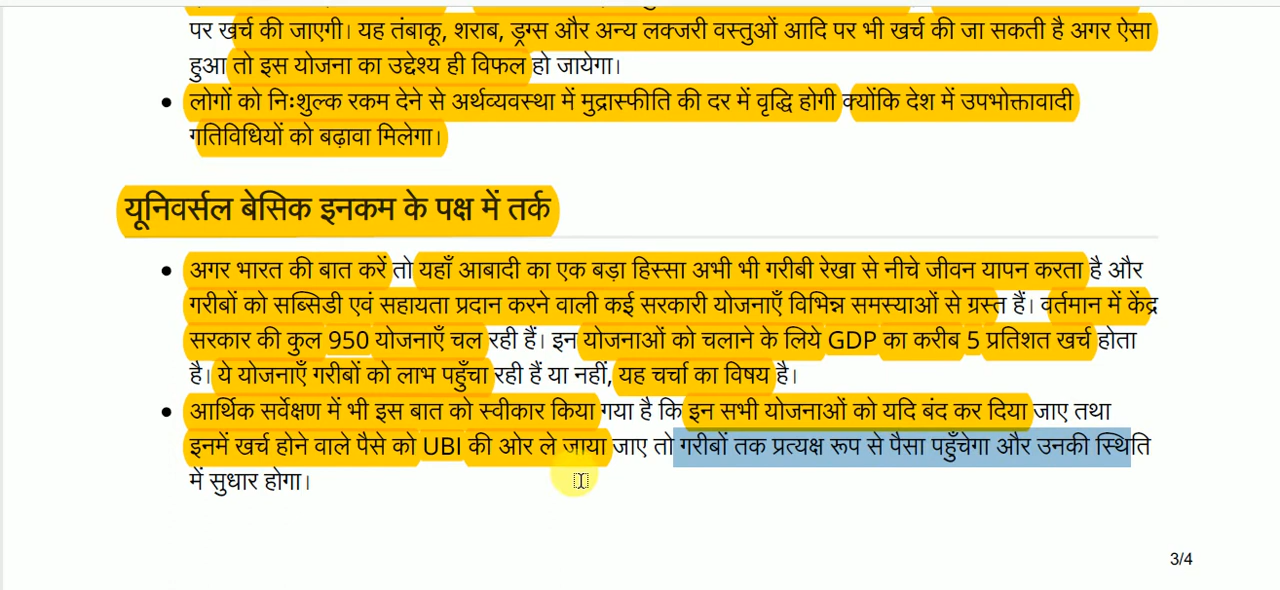 पर खर्च की जाएगी। यह तंबाकू, शराब, ड्रग्स और अन्य लक्जरी वस्तुओं आदि पर भी खर्च की जा सकती है अगर ऐसा
हुआ तो इस योजना का उद्देश्य ही विफल हो जायेगा।
• लोगों को निःशुल्क रकम देने से अर्थव्यवस्था में मुद्रास्फीति की दर में वृद्धि होगी क्योंकि देश में उपभोक्तावादी
गतिविधियों को बढ़ावा मिलेगा।
यूनिवर्सल बेसिक इनकम के पक्ष में तर्क
• अगर भारत की बात करें तो यहाँ आबादी का एक बड़ा हिस्सा अभी भी गरीबी रेखा से नीचे जीवन यापन करता है और
गरीबों को सब्सिडी एवं सहायता प्रदान करने वाली कई सरकारी योजनाएँ विभिन्न समस्याओं से ग्रस्त हैं। वर्तमान में केंद्र
सरकार की कुल 950 योजनाएँ चल रही हैं। इन योजनाओं को चलाने के लिये GDP का करीब 5 प्रतिशत खर्च होता
है। ये योजनाएँ गरीबों को लाभ पहुँचा रही हैं या नहीं, यह चर्चा का विषय है।
• आर्थिक सर्वेक्षण में भी इस बात को स्वीकार किया गया है कि इन सभी योजनाओं को यदि बंद कर दिया जाए तथा
इनमें खर्च होने वाले पैसे को UBI की ओर ले जाया जाए तो गरीबों तक प्रत्यक्ष रूप से पैसा पहुँचेगा और उनकी स्थिति
में सुधार होगा।
3/4